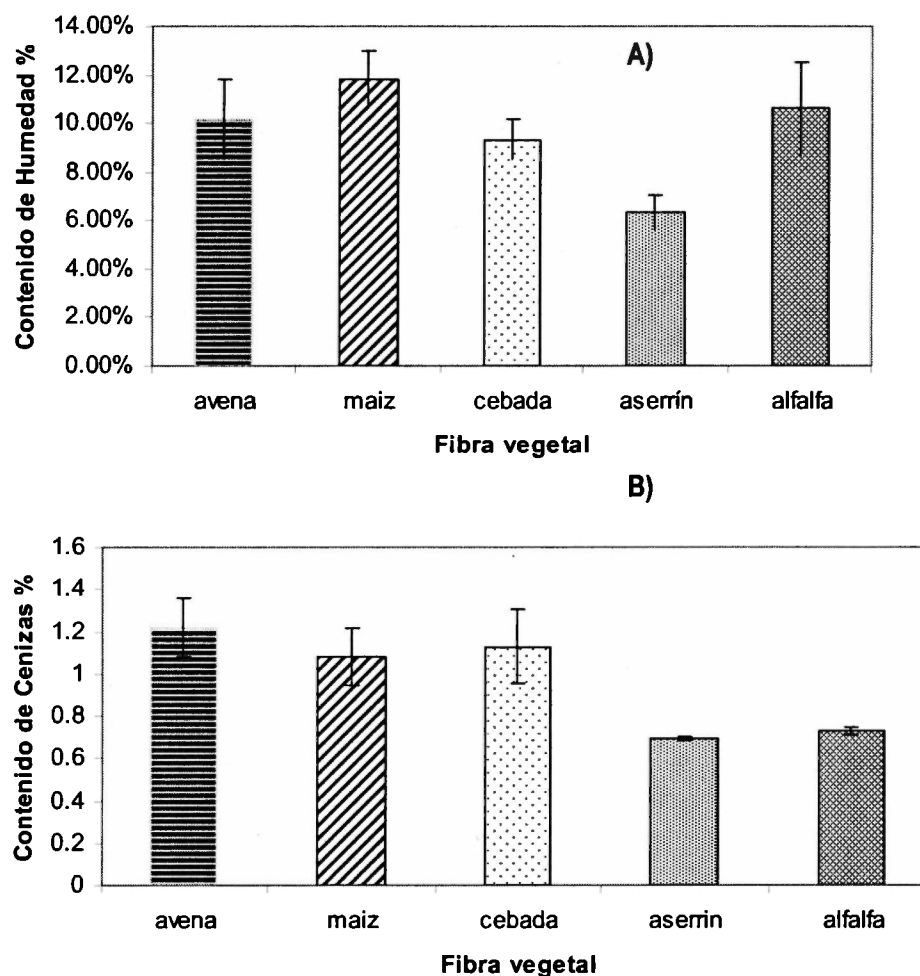 A)
Contenido de Humedad %
14.00%
12.00%
10.00%
8.00%
6.00%
4.00%
2.00%
0.00%
avena maiz cebada aserrín alfalfa
Fibra vegetal
B)
Contenido de Cenizas %
1.6
1.4
1.2
1
0.8
0.6
0.4
0.2
0
avena maiz cebada aserrin alfalfa
Fibra vegetal